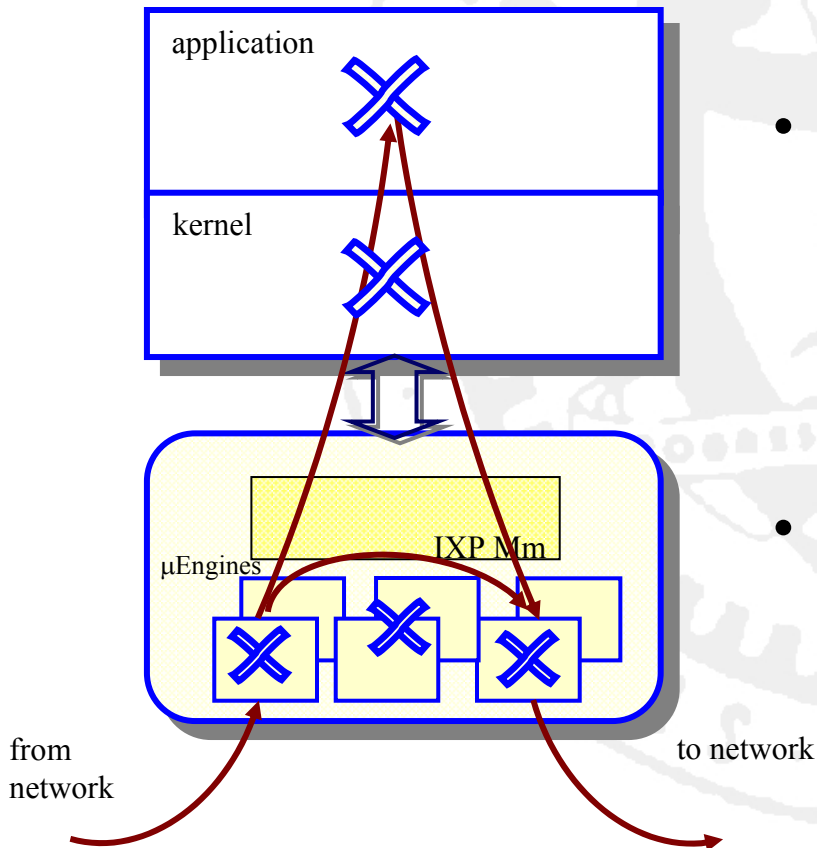 application
kernel
IXP Mm
μEngines
from
network
to network